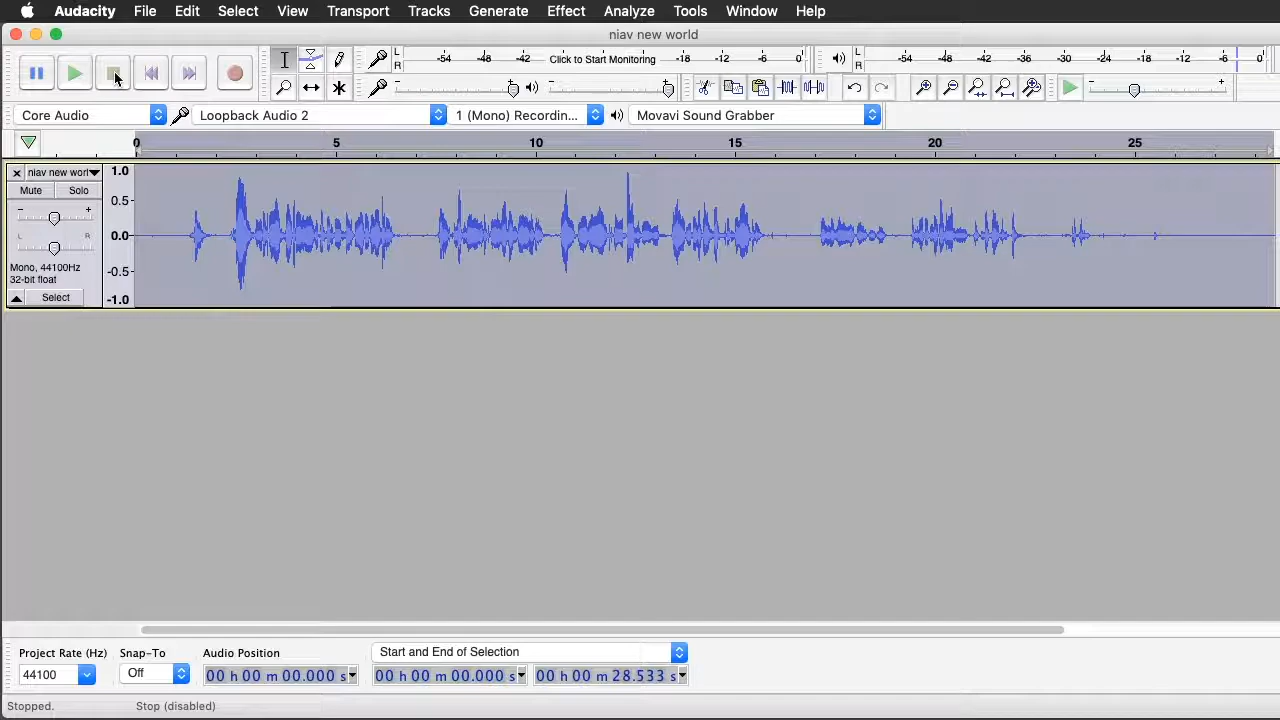 Audacity File Edit Select View Transport Tracks Generate Effect Analyze Tools Window Help
niav new world
L R -54 -48 -42 Click to Start Monitoring -18 -12 -6 0 L R -54 -48 -42 -36 -30 -24 -18 -12 -6 0
- + - + - +
Core Audio Loopback Audio 2 1 (Mono) Recordin... Movavi Sound Grabber
0 5 10 15 20 25
niav new worl 1.0
Mute Solo
0.5
- +
L R 0.0
Mono, 44100Hz -0.5
32-bit float
Select -1.0
Project Rate (Hz) Snap-To Audio Position Start and End of Selection
44100 Off 00 h 00 m 00.000 s 00 h 00 m 00.000 s 00 h 00 m 28.533 s
Stopped. Stop (disabled)